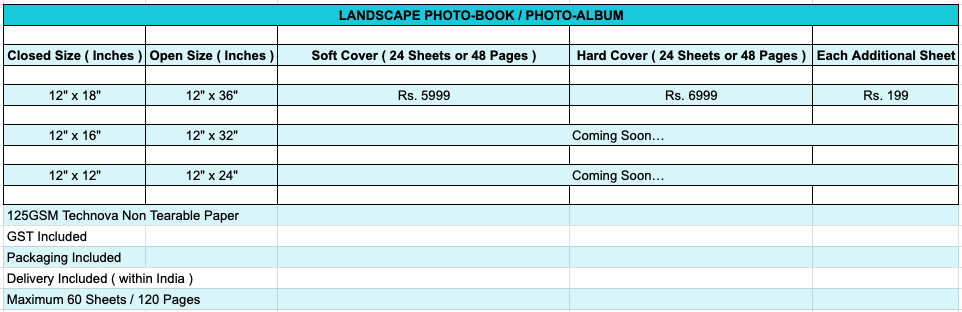 LANDSCAPE PHOTO-BOOK / PHOTO-ALBUM
Closed Size ( Inches ) Open Size ( Inches ) Soft Cover ( 24 Sheets or 48 Pages ) Hard Cover ( 24 Sheets or 48 Pages ) Each Additional Sheet
12" x 18" 12" x 36" Rs. 5999 Rs. 6999 Rs. 199
12" x 16" 12" x 32" Coming Soon…
12" x 12" 12" x 24" Coming Soon…
125GSM Technova Non Tearable Paper
GST Included
Packaging Included
Delivery Included ( within India )
Maximum 60 Sheets / 120 Pages